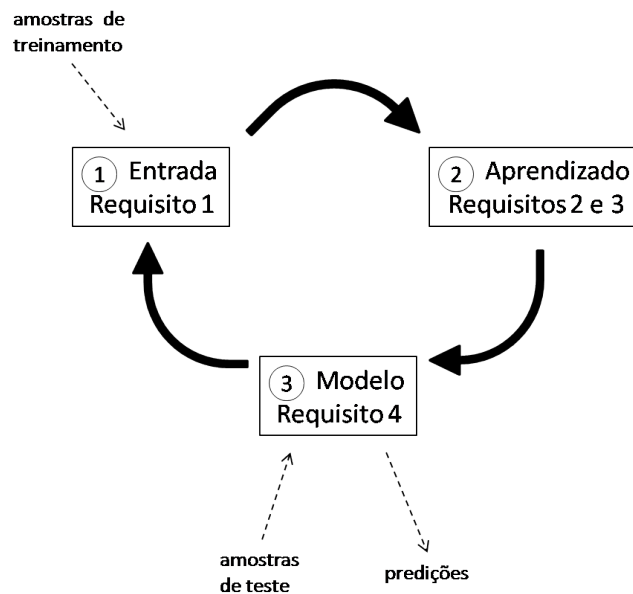 amostras de
treinamento
1 Entrada
Requisito 1
2 Aprendizado
Requisitos 2 e 3
3 Modelo
Requisito 4
amostras
de teste
predições